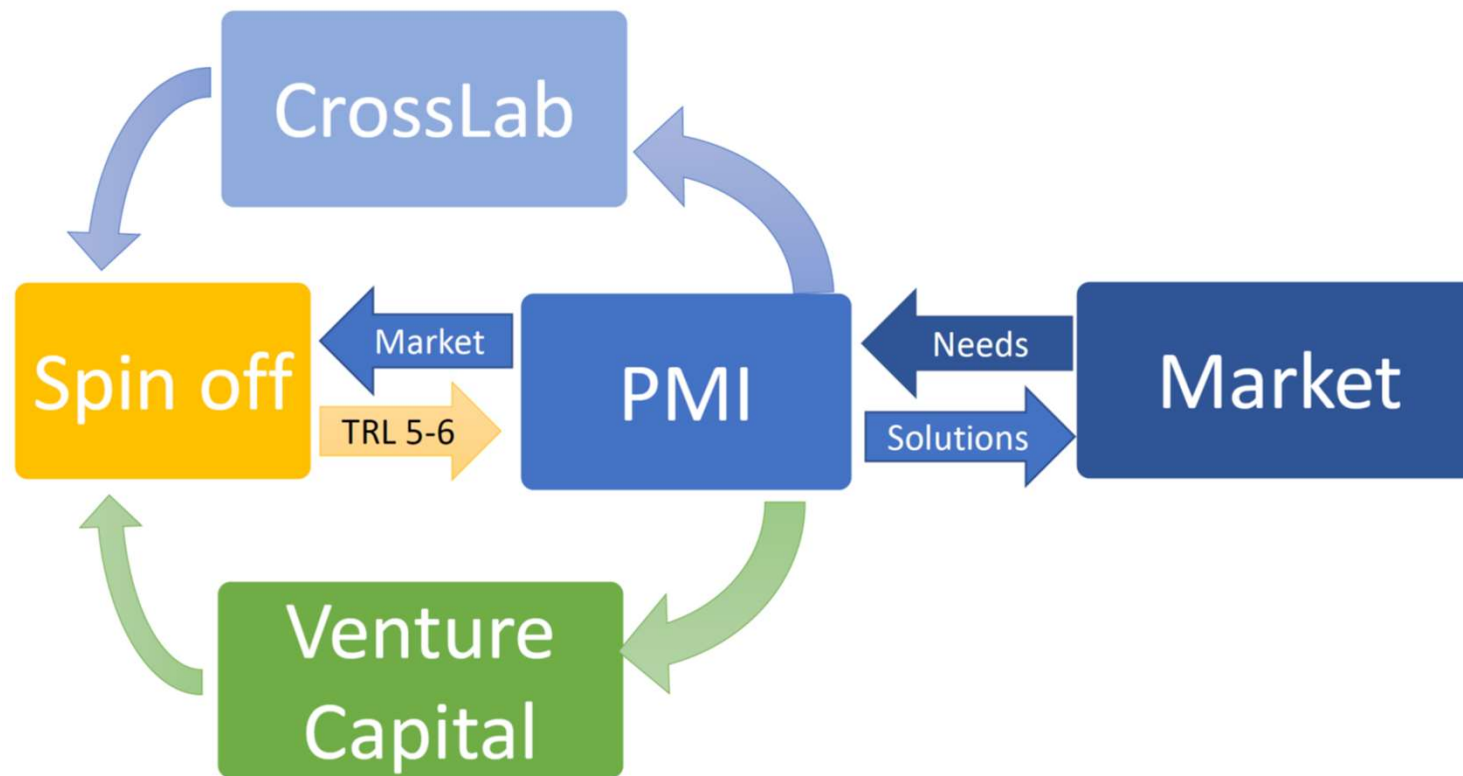 CrossLab
Spin off
Market
TRL 5-6
PMI
Needs
Solutions
Market
Venture
Capital